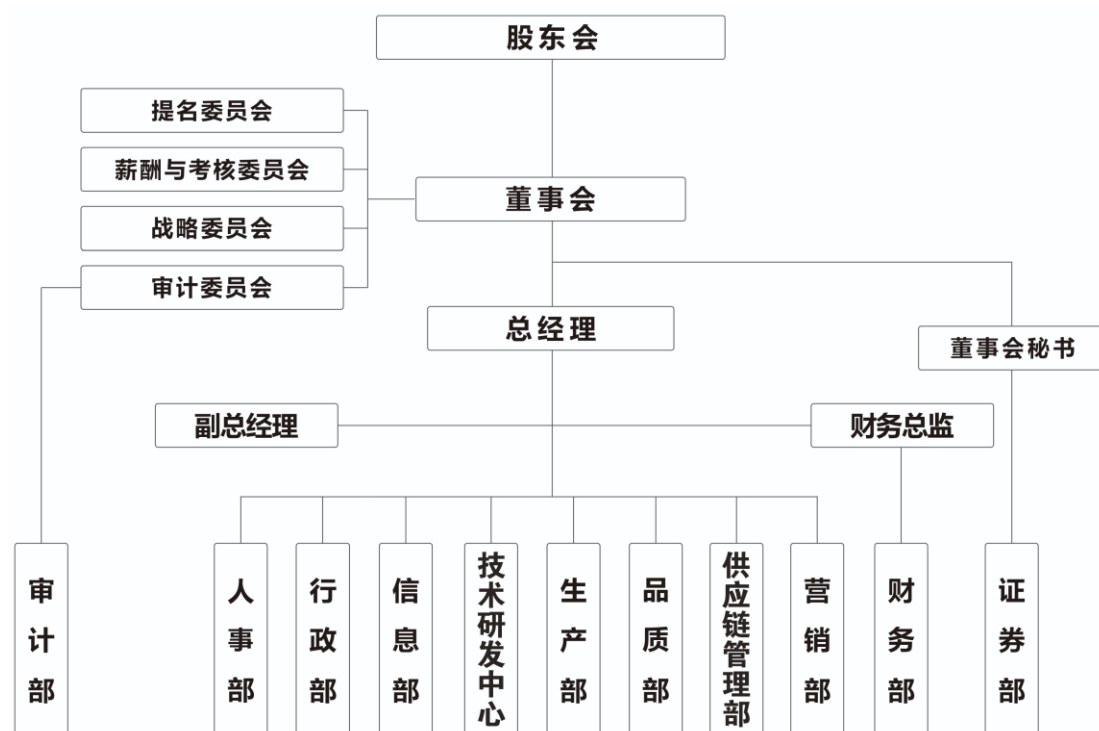 股东会
提名委员会
薪酬与考核委员会
董事会
战略委员会
审计委员会
总经理
董事会秘书
副总经理
财务总监
审计部
人事部
行政部
信息部
技术研发中心
生产部
品质部
供应链管理部
营销部
财务部
证券部